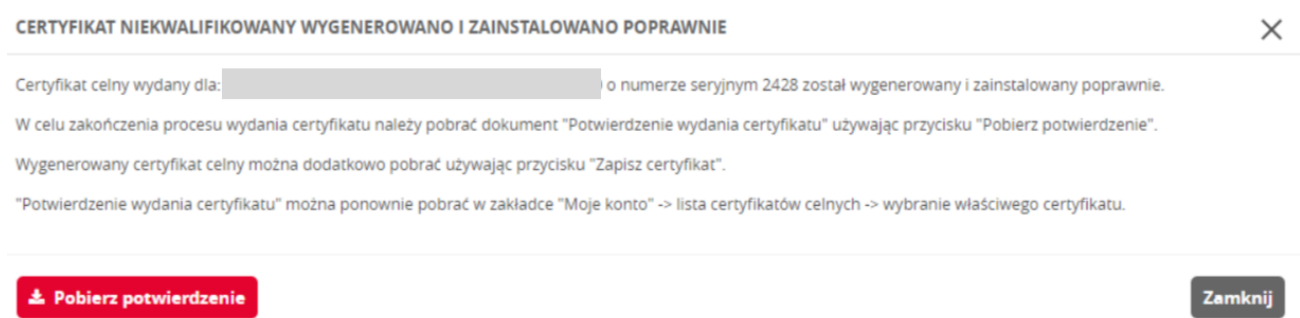 CERTYFIKAT NIEKWALIFIKOWANY WYGENEROWANO I ZAINSTALOWANO POPRAWNIE
Certyfikat celny wydany dla: o numerze seryjnym 2428 został wygenerowany i zainstalowany poprawnie.
W celu zakończenia procesu wydania certyfikatu należy pobrać dokument "Potwierdzenie wydania certyfikatu" używając przycisku "Pobierz potwierdzenie".
Wygenerowany certyfikat celny można dodatkowo pobrać używając przycisku "Zapisz certyfikat".
"Potwierdzenie wydania certyfikatu" można ponownie pobrać w zakładce "Moje konto" -> lista certyfikatów celnych -> wybranie właściwego certyfikatu.
Pobierz potwierdzenie
Zamknij